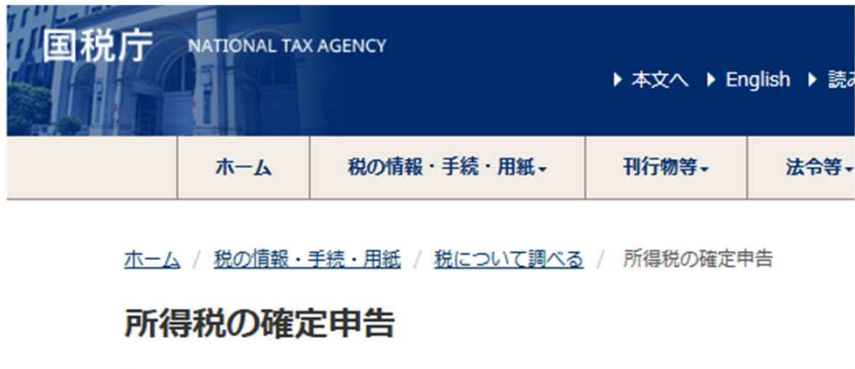 国税庁 NATIONAL TAX AGENCY
▶ 本文へ ▶ English ▶ 読み
ホーム 税の情報・手続・用紙 刊行物等 法令等
ホーム / 税の情報・手続・用紙 / 税について調べる / 所得税の確定申告
所得税の確定申告